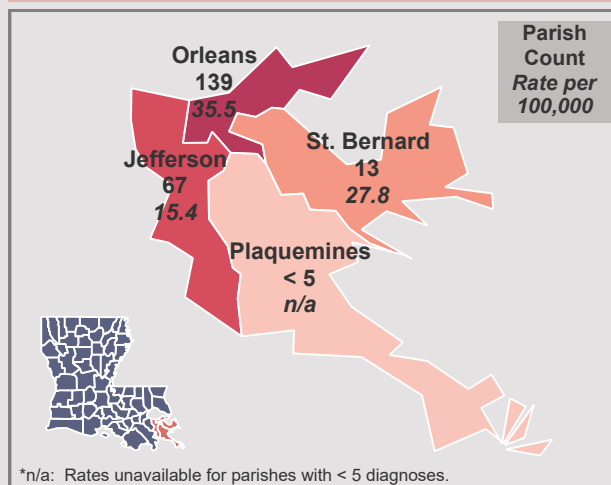 Parish
Count
Rate per
100,000
Orleans
139
35.5
St. Bernard
13
27.8
Jefferson
67
15.4
Plaquemines
< 5
n/a
*n/a: Rates unavailable for parishes with < 5 diagnoses.